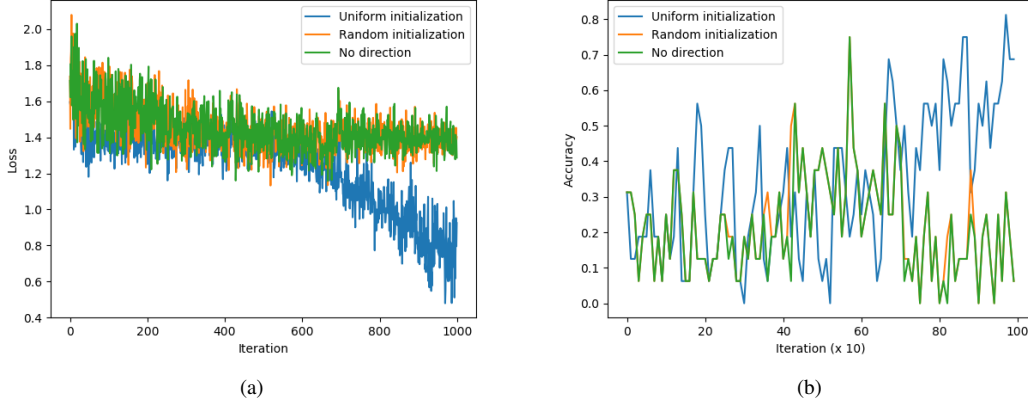 Uniform initialization
Random initialization
No direction
2.0
1.8
1.6
1.4
1.2
1.0
0.8
0.6
0.4
Loss
0 200 400 600 800 1000
Iteration
(a)
Uniform initialization
Random initialization
No direction
0.8
0.7
0.6
0.5
0.4
0.3
0.2
0.1
0.0
Accuracy
0 20 40 60 80 100
Iteration (x 10)
(b)